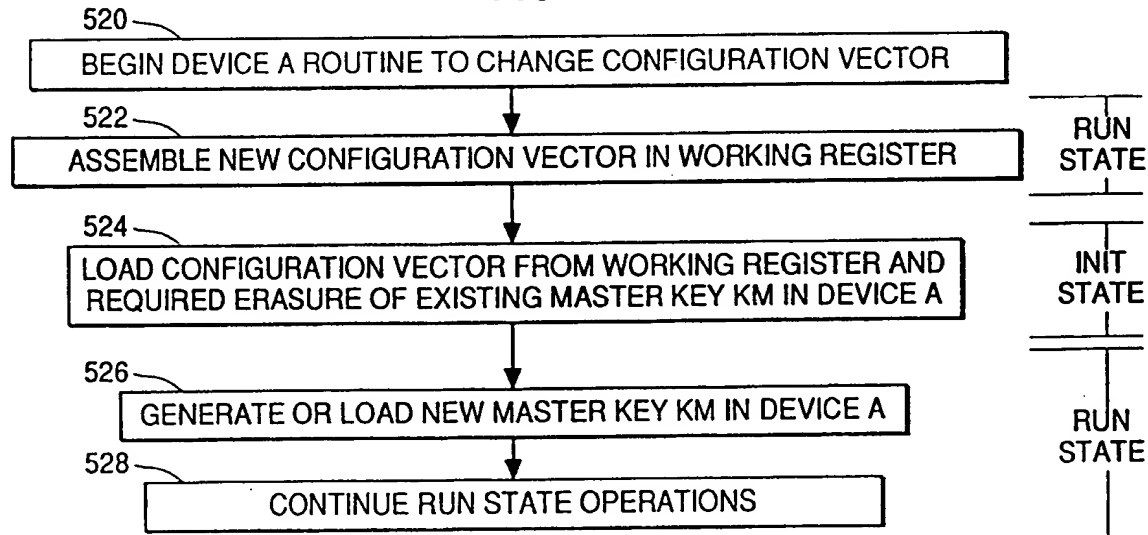 520
BEGIN DEVICE A ROUTINE TO CHANGE CONFIGURATION VECTOR
522
ASSEMBLE NEW CONFIGURATION VECTOR IN WORKING REGISTER
RUN
STATE
524
LOAD CONFIGURATION VECTOR FROM WORKING REGISTER AND
REQUIRED ERASURE OF EXISTING MASTER KEY KM IN DEVICE A
INIT
STATE
526
GENERATE OR LOAD NEW MASTER KEY KM IN DEVICE A
RUN
STATE
528
CONTINUE RUN STATE OPERATIONS